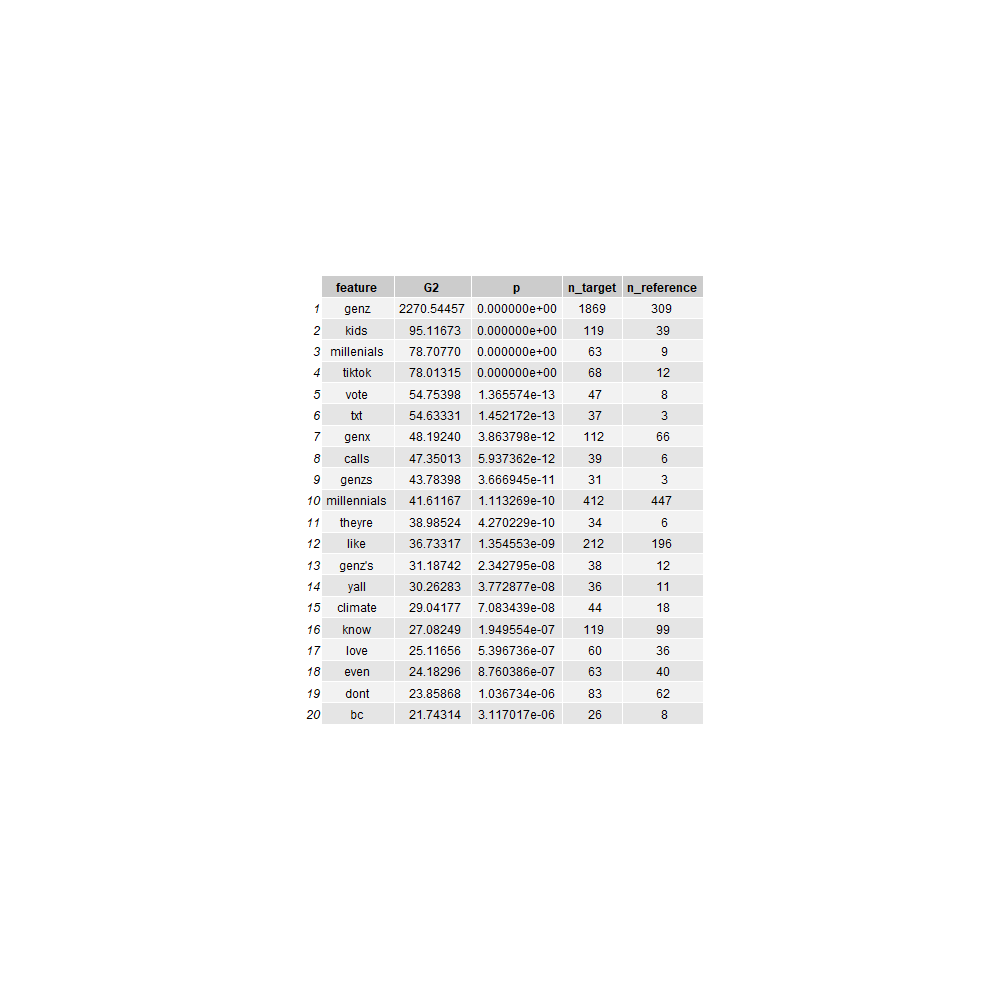 feature G2 p n_target n_reference
1 genz 2270.54457 0.000000e+00 1869 309
2 kids 95.11673 0.000000e+00 119 39
3 millenials 78.70770 0.000000e+00 63 9
4 tiktok 78.01315 0.000000e+00 68 12
5 vote 54.75398 1.365574e-13 47 8
6 txt 54.63331 1.452172e-13 37 3
7 genx 48.19240 3.863798e-12 112 66
8 calls 47.35013 5.937362e-12 39 6
9 genzs 43.78398 3.666945e-11 31 3
10 millennials 41.61167 1.113269e-10 412 447
11 theyre 38.98524 4.270229e-10 34 6
12 like 36.73317 1.354553e-09 212 196
13 genz's 31.18742 2.342795e-08 38 12
14 yall 30.26283 3.772877e-08 36 11
15 climate 29.04177 7.083439e-08 44 18
16 know 27.08249 1.949554e-07 119 99
17 love 25.11656 5.396736e-07 60 36
18 even 24.18296 8.760386e-07 63 40
19 dont 23.85868 1.036734e-06 83 62
20 bc 21.74314 3.117017e-06 26 8